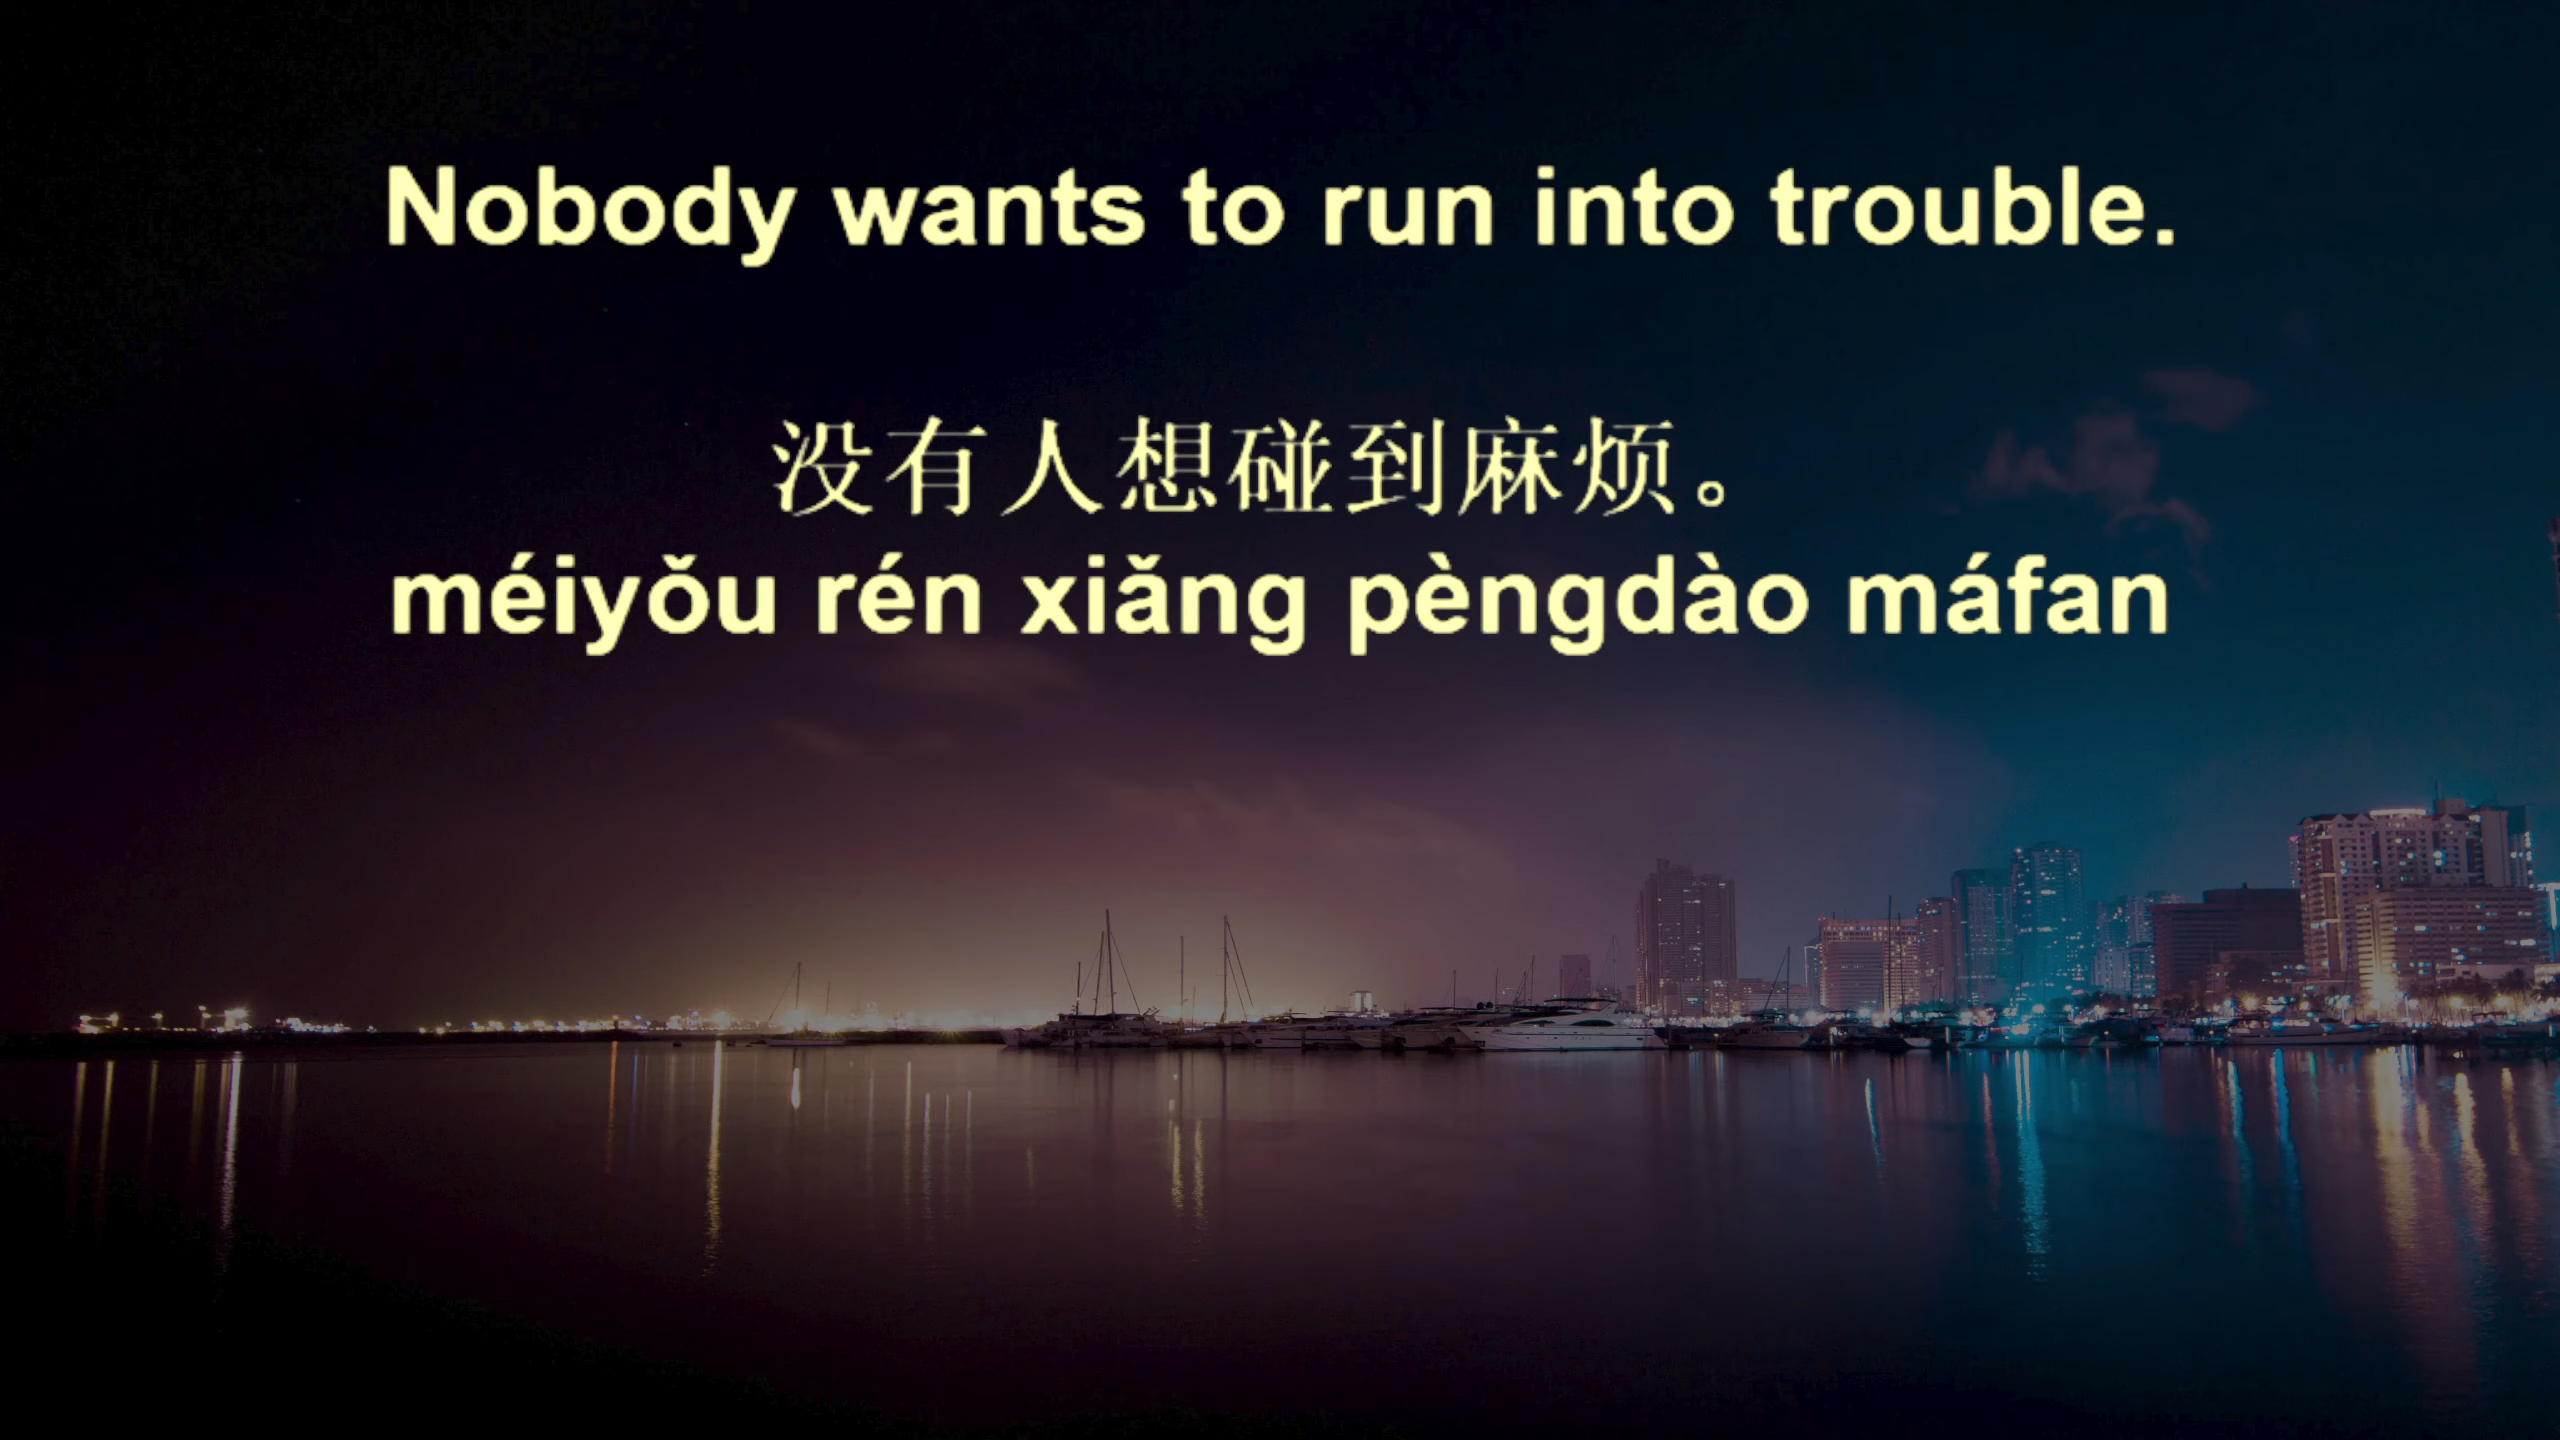 Nobody wants to run into trouble.
没有人想碰到麻烦。
méiyǒu rén xiǎng pèngdào máfan